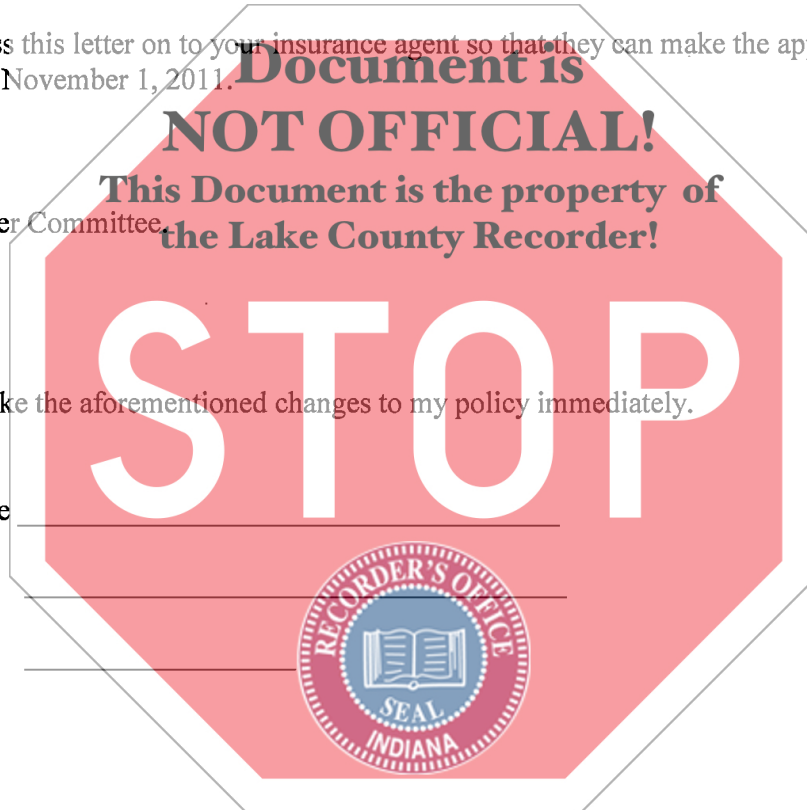 ss this letter on to your insurance agent so that they can make the ap
November 1, 2011.
Document is
NOT OFFICIAL!
This Document is the property of
er Committee.
the Lake County Recorder!
STOP
ke the aforementioned changes to my policy immediately.
e
RECORDER'S OFFICE
SEAL
INDIANA